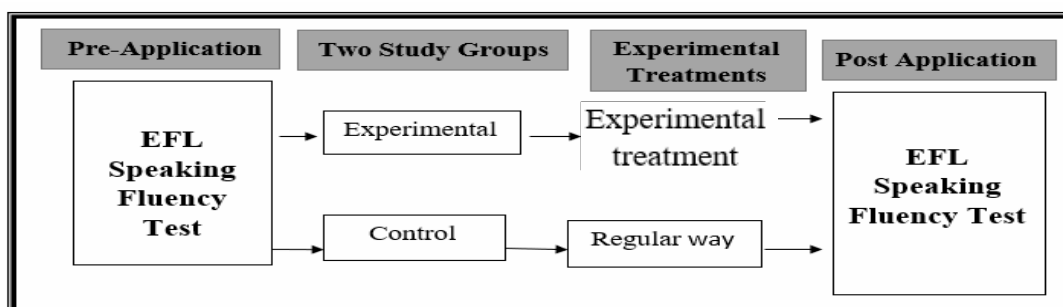 Pre-Application
Two Study Groups
Experimental
Treatments
Post Application
EFL
Speaking
Fluency
Test
Experimental
Experimental
treatment
Control
Regular way
EFL
Speaking
Fluency Test